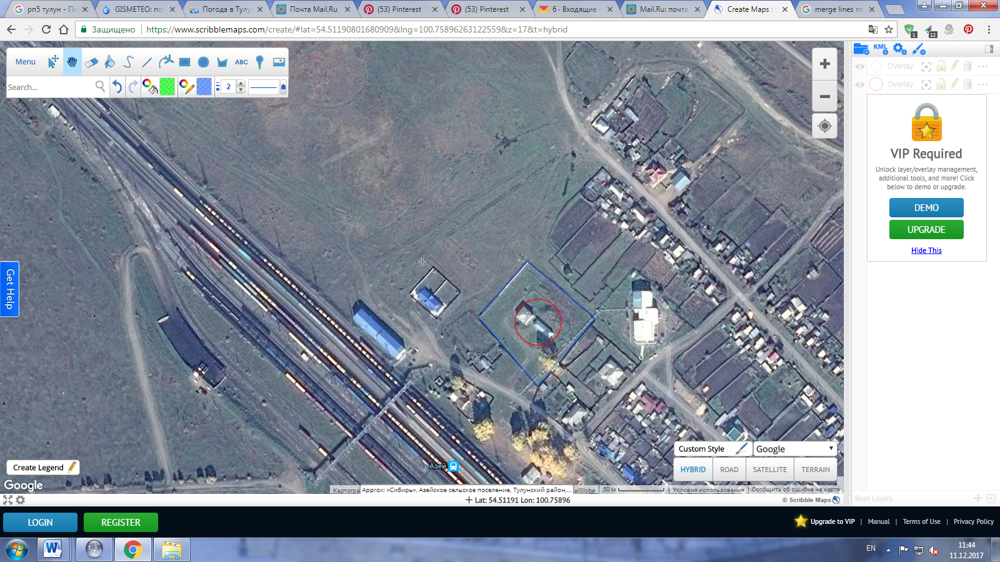 рп5 тулун - По
GISMETEO: по
Погода в Тулу
Почта Mail.Ru
(53) Pinterest
(53) Pinterest
6 · Входящие –
Mail.Ru: почта
Create Maps :
merge lines ne
Защищено
https://www.scribblemaps.com/create/#lat=54.51190801680909&lng=100.75896263122559&z=17&t=hybrid
1
12
Menu
ABC
Search...
2
KML
Overlay
Overlay
VIP Required
Unlock layer/overlay management,
additional tools, and more! Click
below to demo or upgrade.
DEMO
UPGRADE
Hide This
Get Help
Азей
Custom Style
Google
HYBRID
ROAD
SATELLITE
TERRAIN
Create Legend
Google
Картогра
Approx: «Сибирь», Азейское сельское поселение, Тулунский район,...
alGlobe
50 м
Условия использования
Сообщить об ошибке на карте
Lat: 54.51191 Lon: 100.75896
© Scribble Maps
Base Layers
LOGIN
REGISTER
Upgrade to VIP | Manual | Terms of Use | Privacy Policy
EN
11:44
11.12.2017